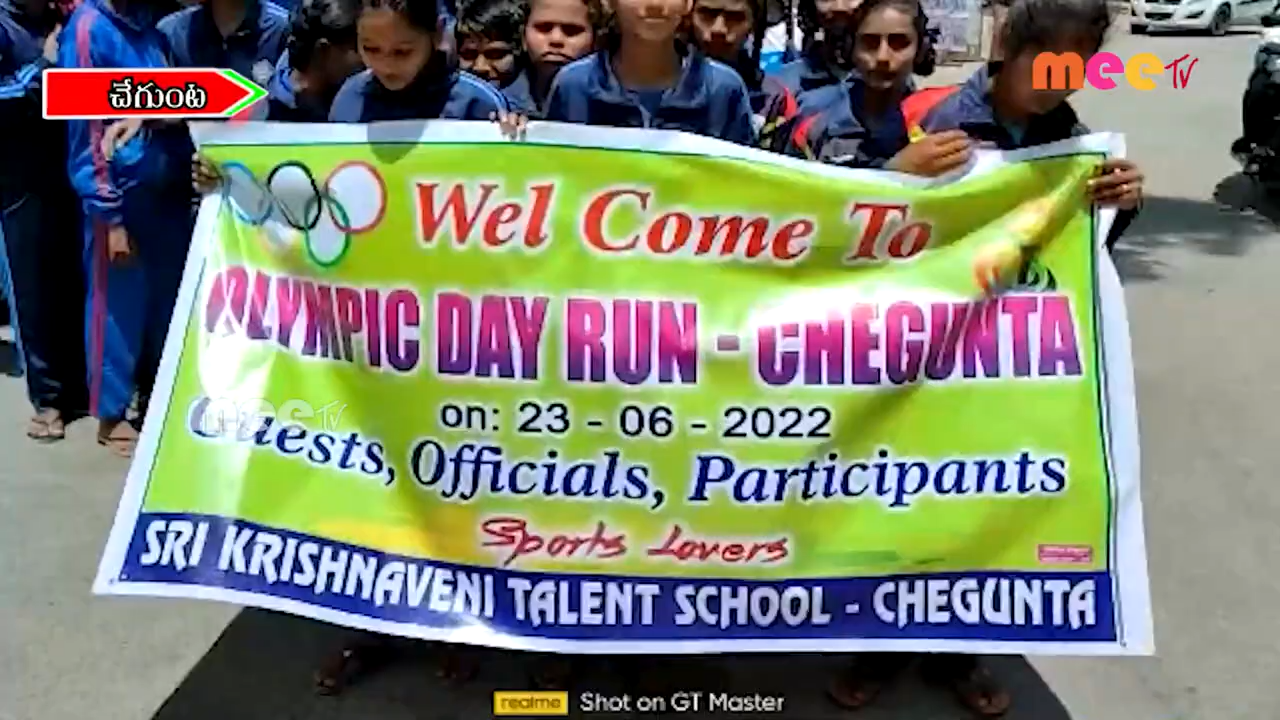 meeTV
చేగుంట
Wel Come To
OLYMPIC DAY RUN - CHEGUNTA
on: 23 - 06 - 2022
meeTV
Guests, Officials, Participants
Sports Lovers
SRI KRISHNAVENI TALENT SCHOOL - CHEGUNTA
realme Shot on GT Master